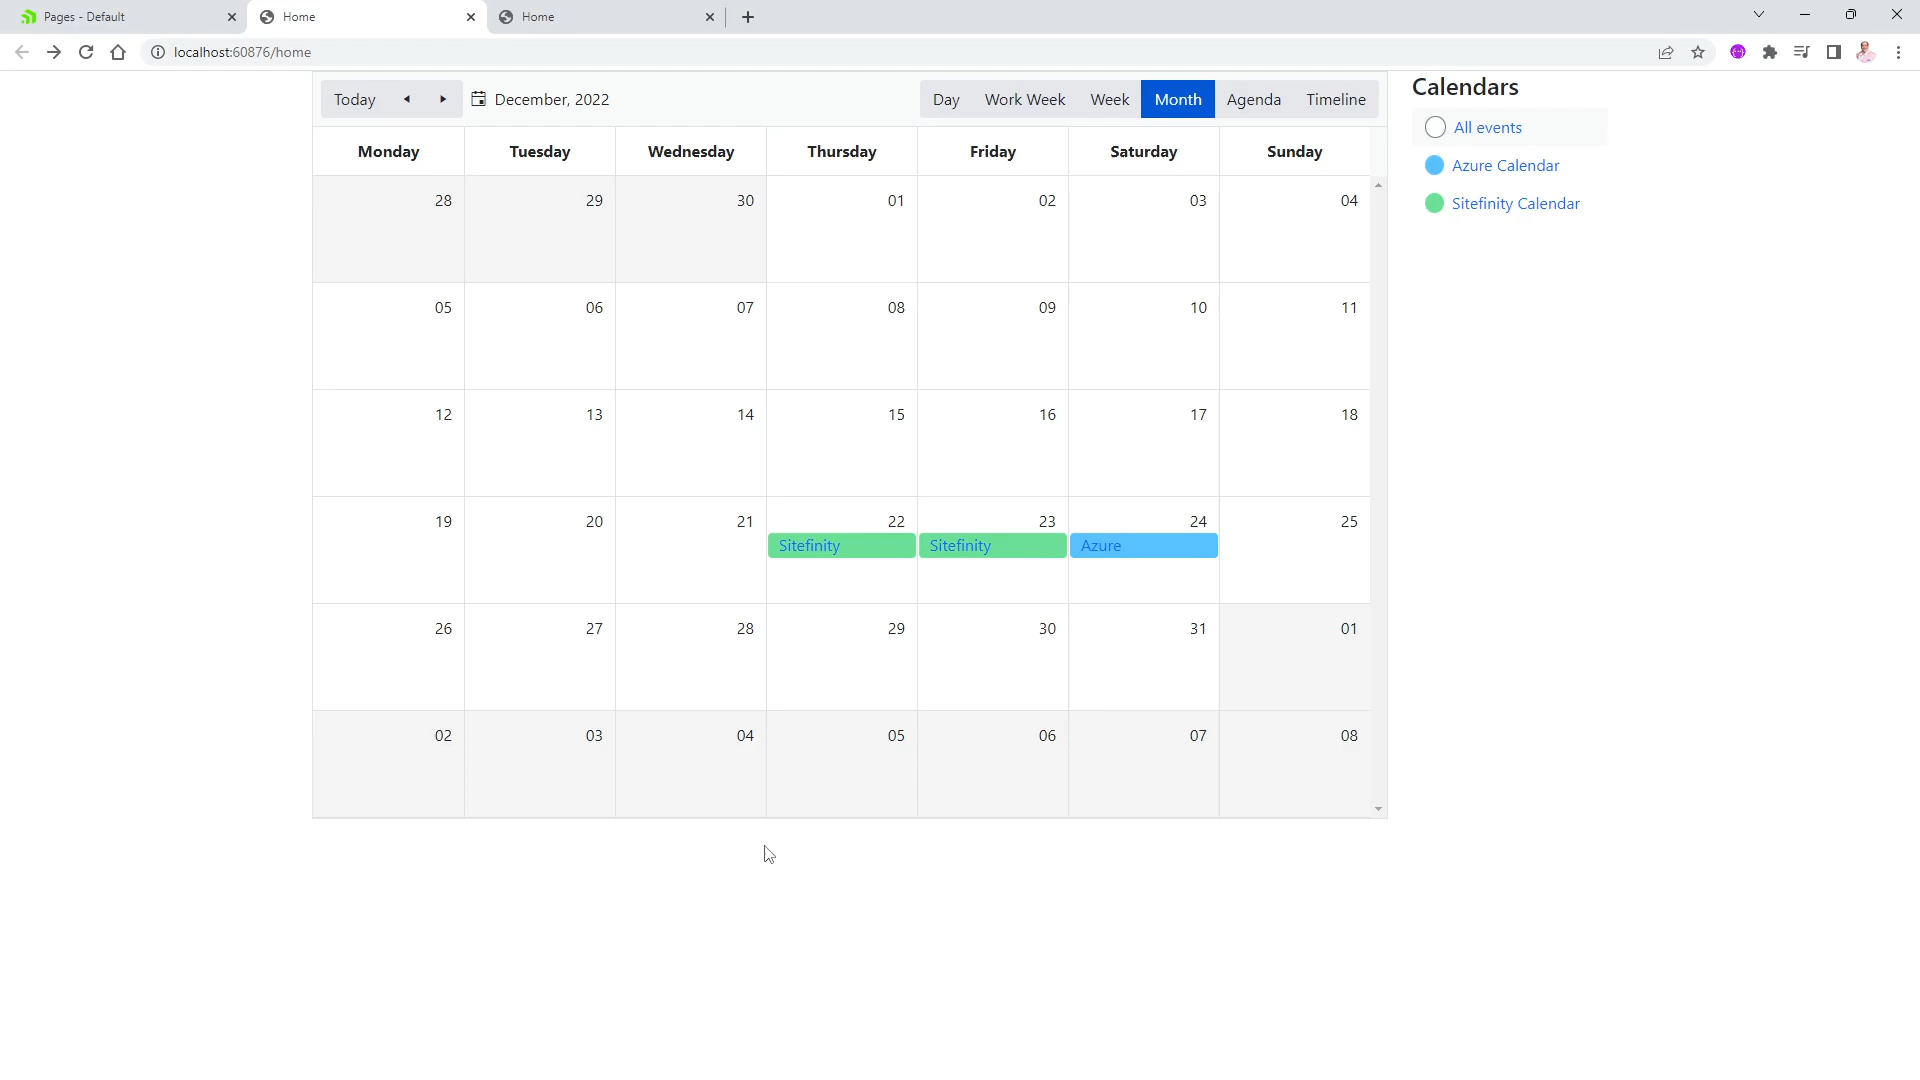 Pages - Default
Home
Home
localhost:60876/home
Today
December, 2022
Day Work Week Week Month Agenda Timeline
Monday Tuesday Wednesday Thursday Friday Saturday Sunday
28 29 30 01 02 03 04
05 06 07 08 09 10 11
12 13 14 15 16 17 18
19 20 21 22 23 24 25
Sitefinity Sitefinity Azure
26 27 28 29 30 31 01
02 03 04 05 06 07 08
Calendars
All events
Azure Calendar
Sitefinity Calendar